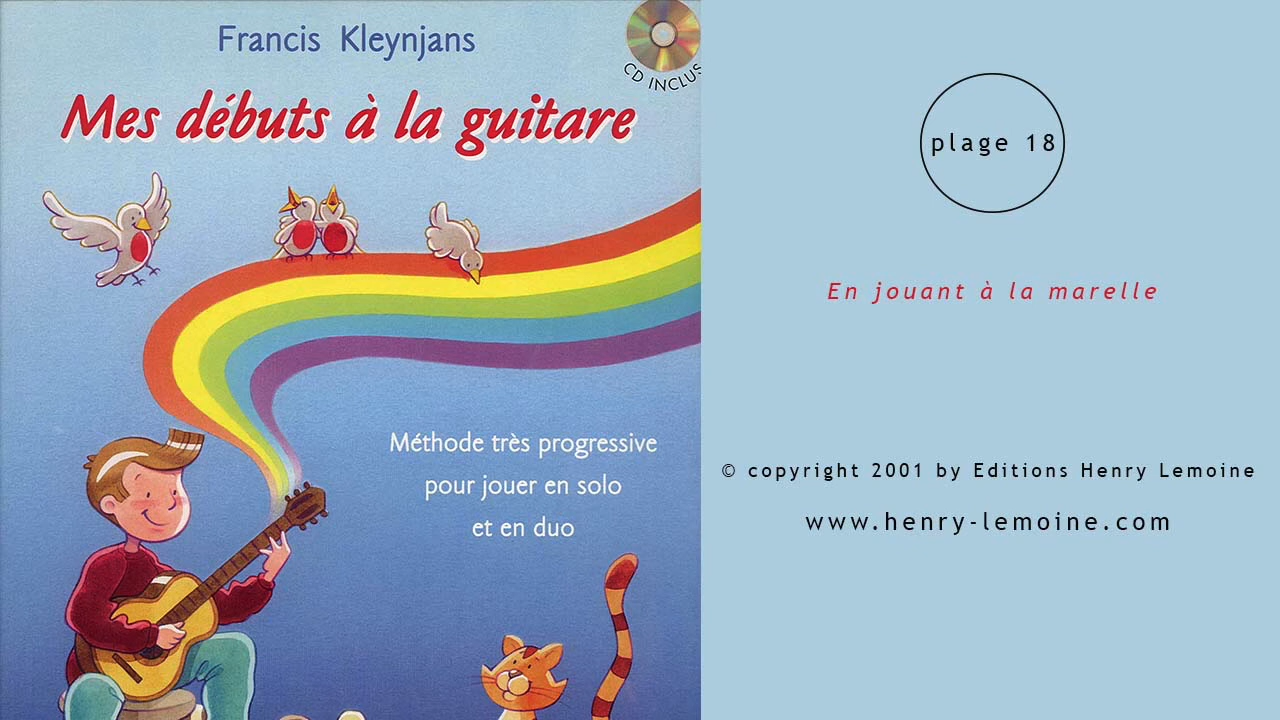 Francis Kleynjans
CD INCLUS
Mes débuts à la guitare
Méthode très progressive
pour jouer en solo
et en duo
plage 18
En jouant à la marelle
© copyright 2001 by Editions Henry Lemoine
www.henry-lemoine.com